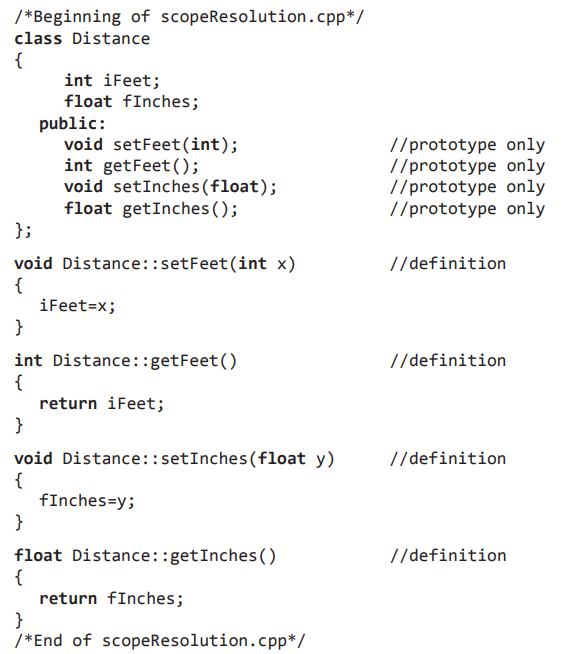 /*Beginning of scopeResolution.cpp*/
class Distance
{
int iFeet;
float fInches;
public:
void setFeet(int); //prototype only
int getFeet(); //prototype only
void setInches(float); //prototype only
float getInches(); //prototype only
};
void Distance::setFeet(int x) //definition
{
iFeet=x;
}
int Distance::getFeet() //definition
{
return iFeet;
}
void Distance::setInches(float y) //definition
{
fInches=y;
}
float Distance::getInches() //definition
{
return fInches;
}
/*End of scopeResolution.cpp*/